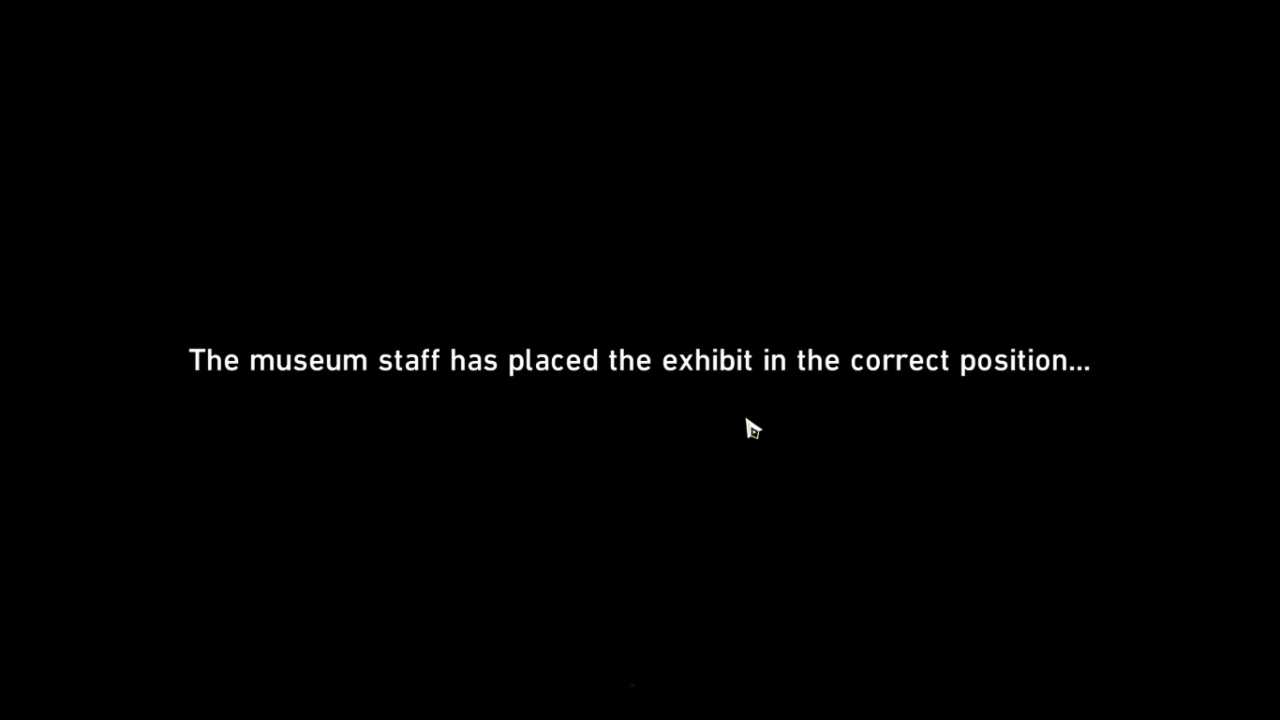 The museum staff has placed the exhibit in the correct position...